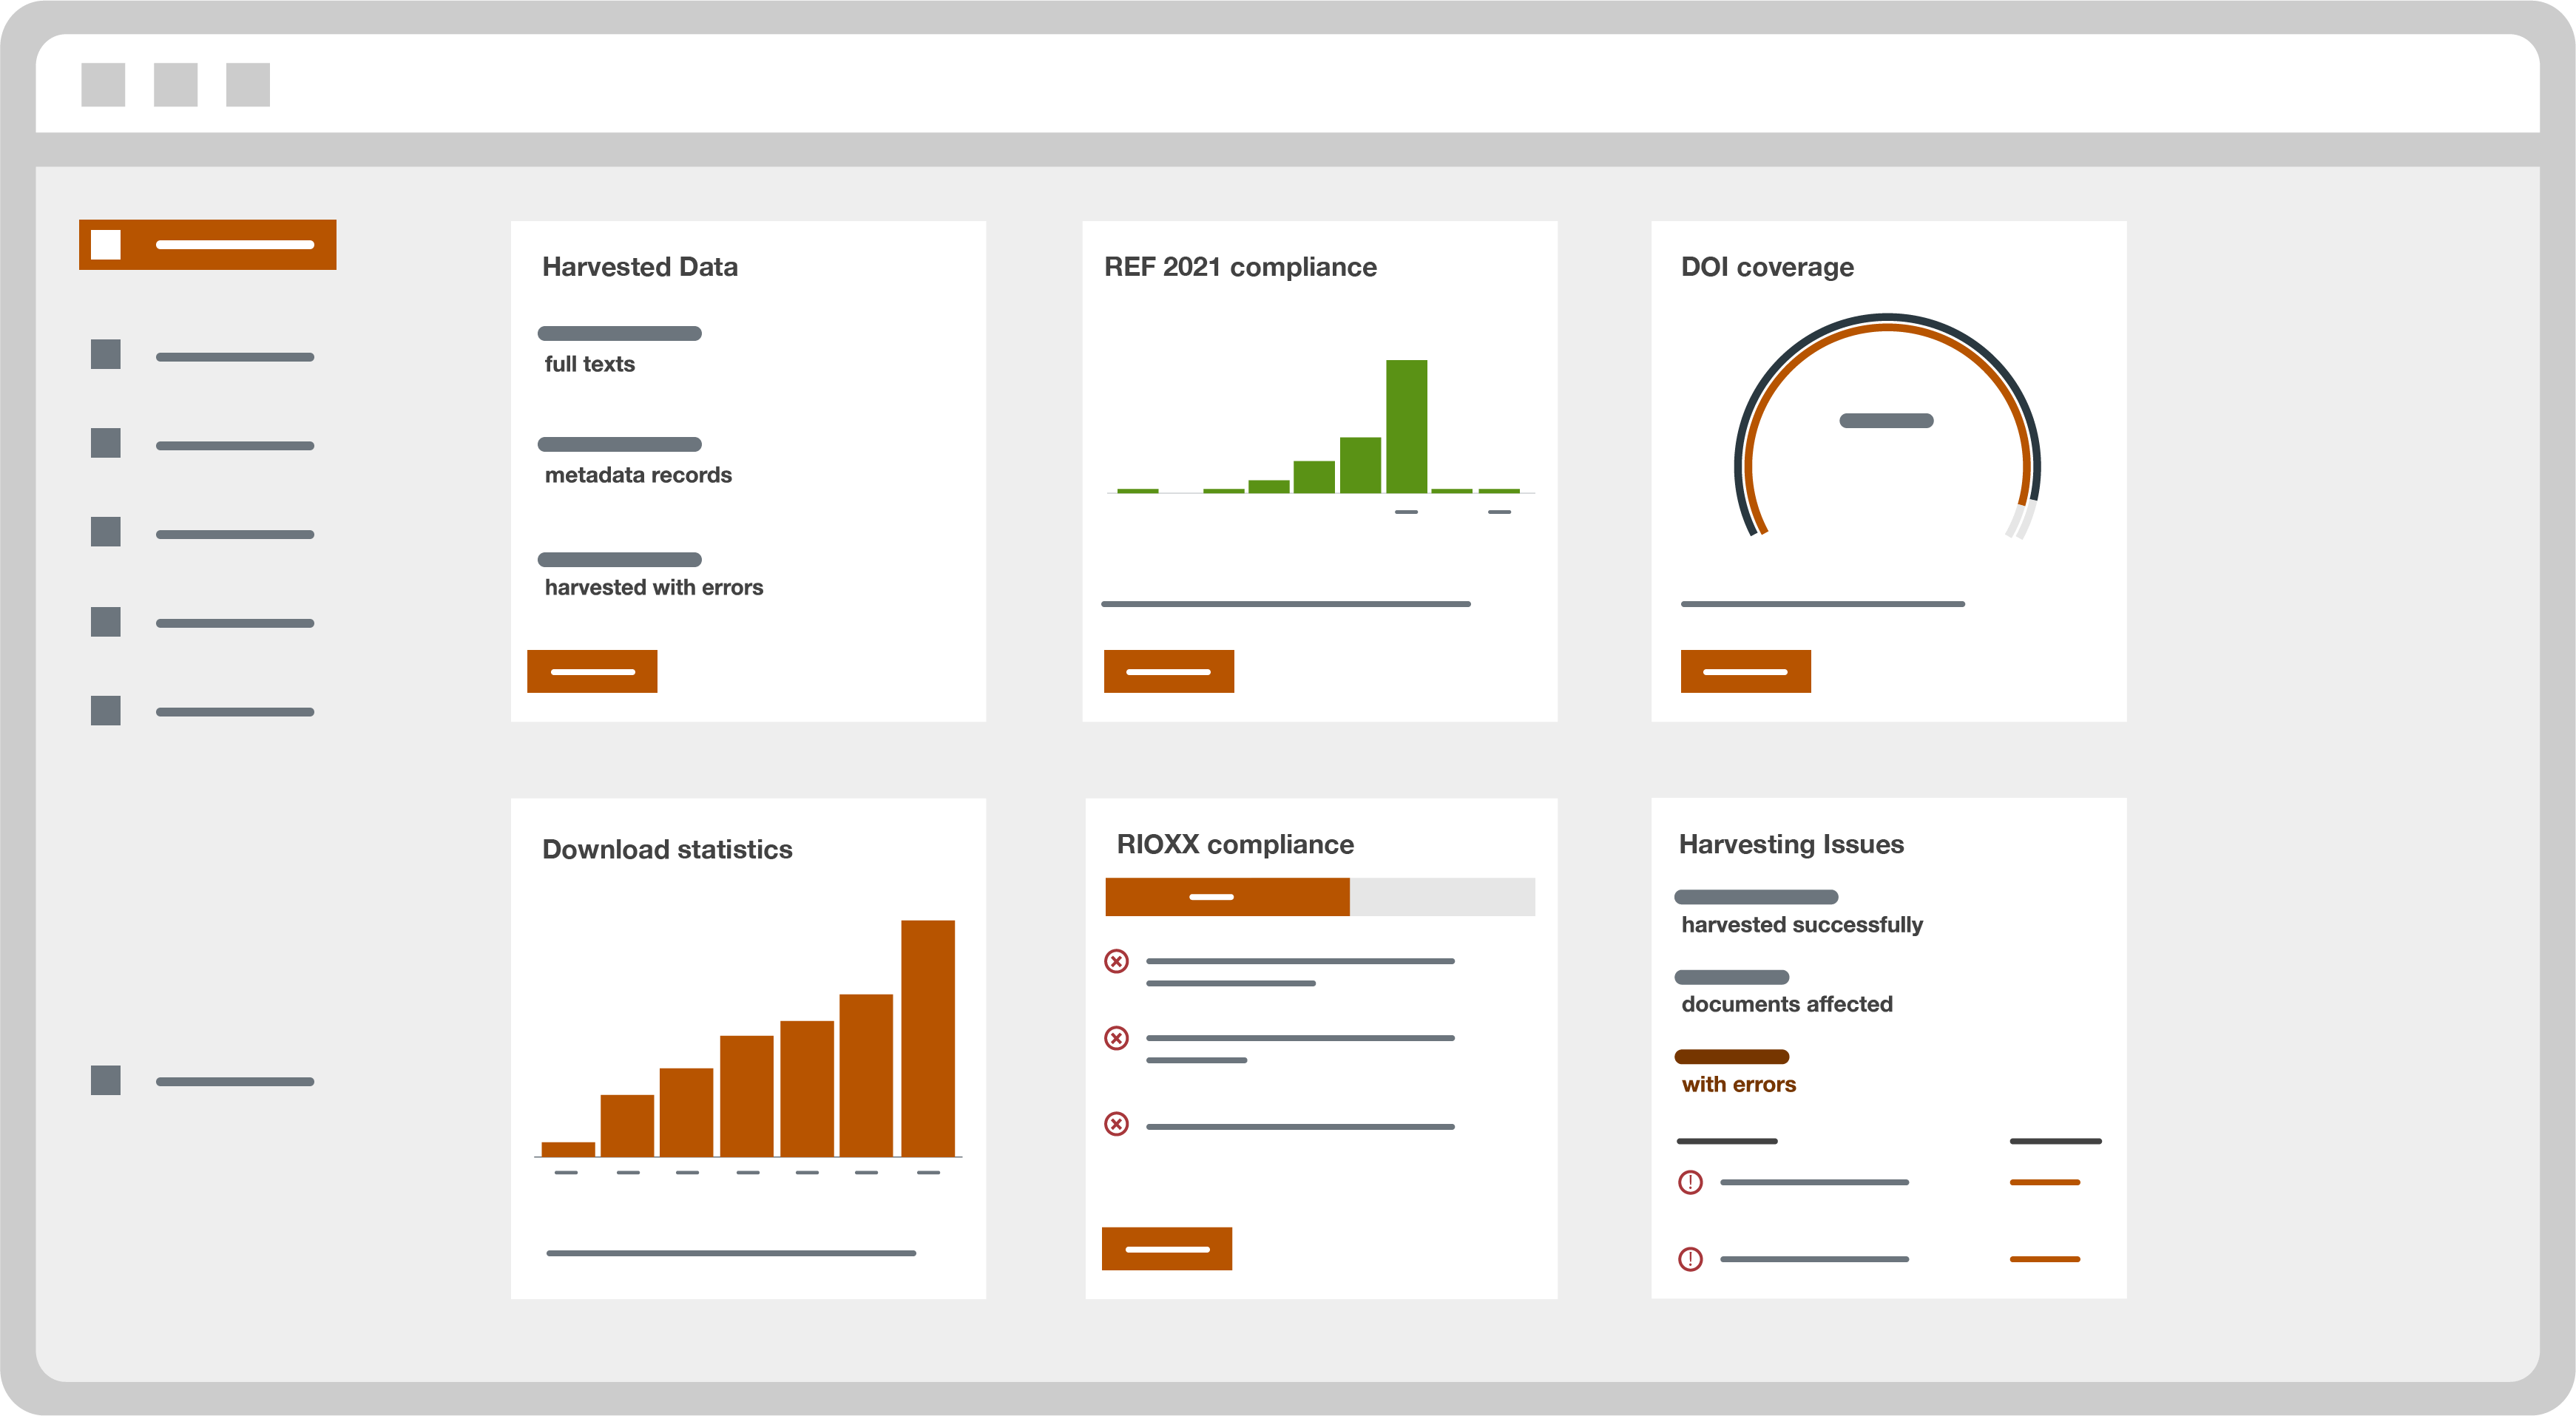 Harvested Data
full texts
metadata records
harvested with errors
REF 2021 compliance
DOI coverage
Download statistics
RIOXX compliance
Harvesting Issues
harvested successfully
documents affected
with errors